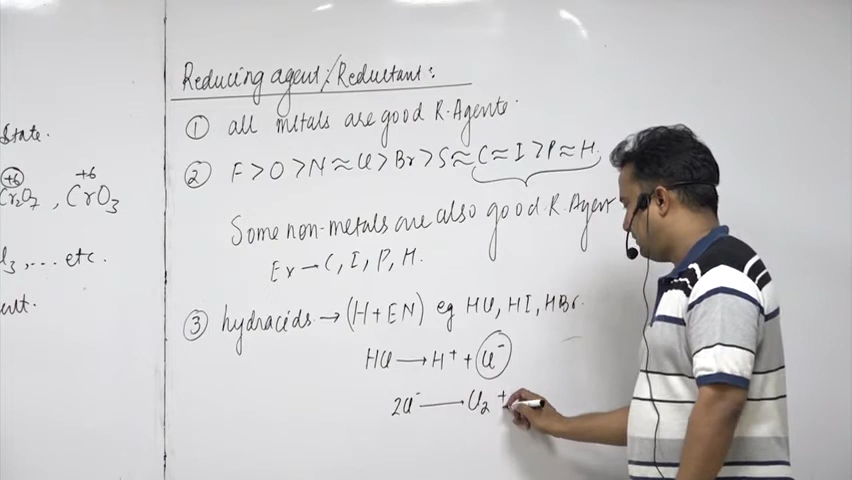 State.
+6 +6
Cr₂O₇ , CrO₃
l₃, ... etc.
Reducing agent/Reductant:
① all metals are good R. Agents.
② F > O > N ≈ Cl > Br > S ≈ C ≈ I > P ≈ H.
Some non-metals are also good R. Agent
Ex → C, I, P, H.
③ hydracids → (H + EN) eg HCl, HI, HBr.
HCl → H⁺ + Cl⁻
2Cl⁻ → Cl₂ +